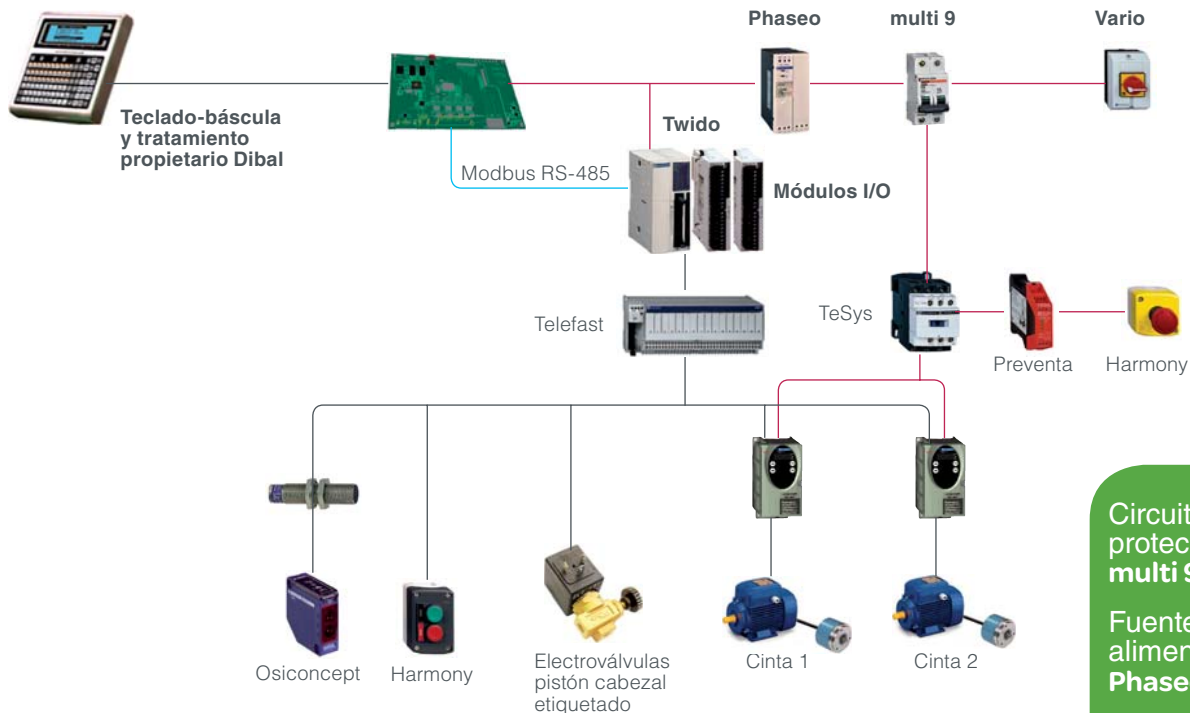 Phaseo
multi 9
Vario
Teclado-báscula
y tratamiento
propietario Dibal
Twido
Modbus RS-485
Módulos I/O
Telefast
TeSys
Preventa
Harmony
Osiconcept
Harmony
Electroválvulas
pistón cabezal
etiquetado
Cinta 1
Cinta 2
Circuit
protec
multi 9
Fuente
alimen
Phase